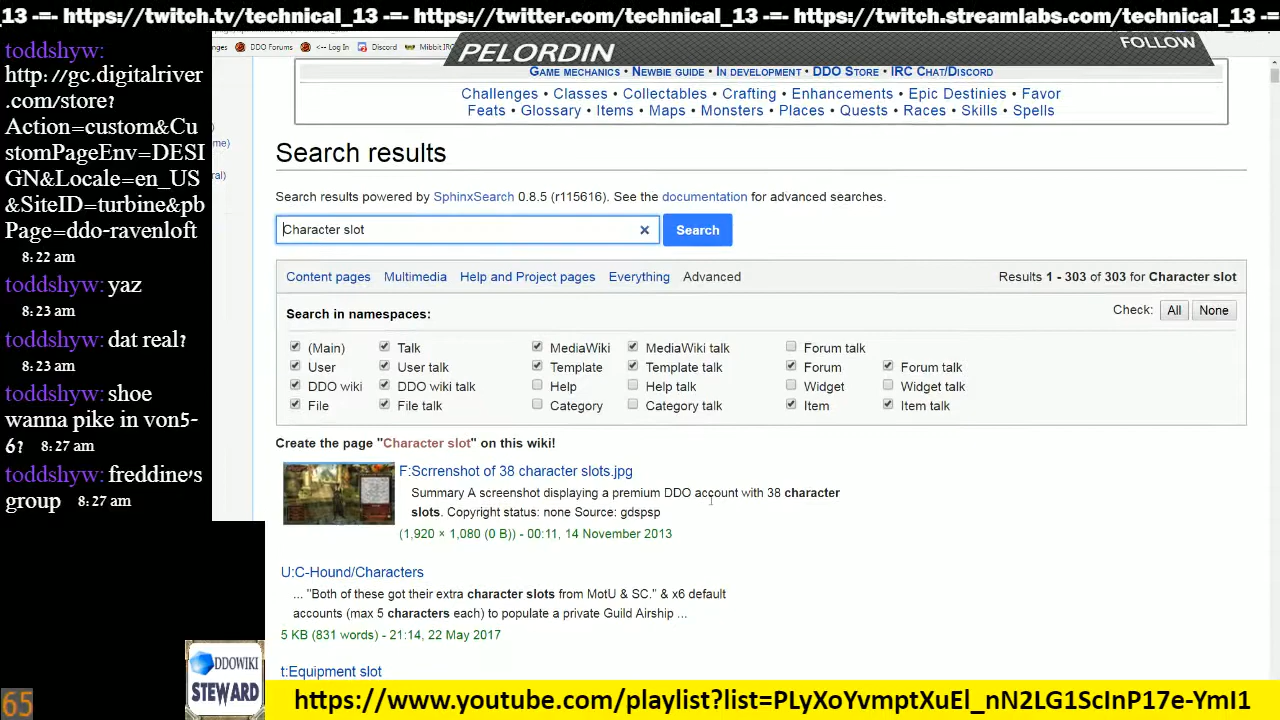 13 -=- https://twitch.tv/technical_13 -=- https://twitter.com/technical_13 -=- https://twitch.streamlabs.com/technical_13 -=-
toddshyw:
http://gc.digitalriver
.com/store?
Action=custom&Cu
stomPageEnv=DESI
GN&Locale=en_US
&SiteID=turbine&pb
Page=ddo-ravenloft
8:22 am
toddshyw: yaz
8:23 am
toddshyw: dat real?
8:23 am
toddshyw: shoe
wanna pike in von5-
6? 8:27 am
toddshyw: freddine's
group 8:27 am
DDO Forums <-- Log In Discord Mibbit IRC
PELORDIN
FOLLOW
Game mechanics • Newbie guide • In development • DDO Store • IRC Chat/Discord
Challenges • Classes • Collectables • Crafting • Enhancements • Epic Destinies • Favor
Feats • Glossary • Items • Maps • Monsters • Places • Quests • Races • Skills • Spells
Search results
Search results powered by SphinxSearch 0.8.5 (r115616). See the documentation for advanced searches.
Character slot
Search
Content pages Multimedia Help and Project pages Everything Advanced
Results 1 - 303 of 303 for Character slot
Search in namespaces:
Check: All None
(Main) Talk MediaWiki MediaWiki talk Forum talk
User User talk Template Template talk Forum Forum talk
DDO wiki DDO wiki talk Help Help talk Widget Widget talk
File File talk Category Category talk Item Item talk
Create the page "Character slot" on this wiki!
F:Scrrenshot of 38 character slots.jpg
Summary A screenshot displaying a premium DDO account with 38 character
slots. Copyright status: none Source: gdspsp
(1,920 × 1,080 (0 B)) - 00:11, 14 November 2013
U:C-Hound/Characters
... "Both of these got their extra character slots from MotU & SC." & x6 default
accounts (max 5 characters each) to populate a private Guild Airship ...
5 KB (831 words) - 21:14, 22 May 2017
t:Equipment slot
DDOWIKI
STEWARD
65
https://www.youtube.com/playlist?list=PLyXoYvmptXuEl_nN2LG1ScInP17e-YmI1